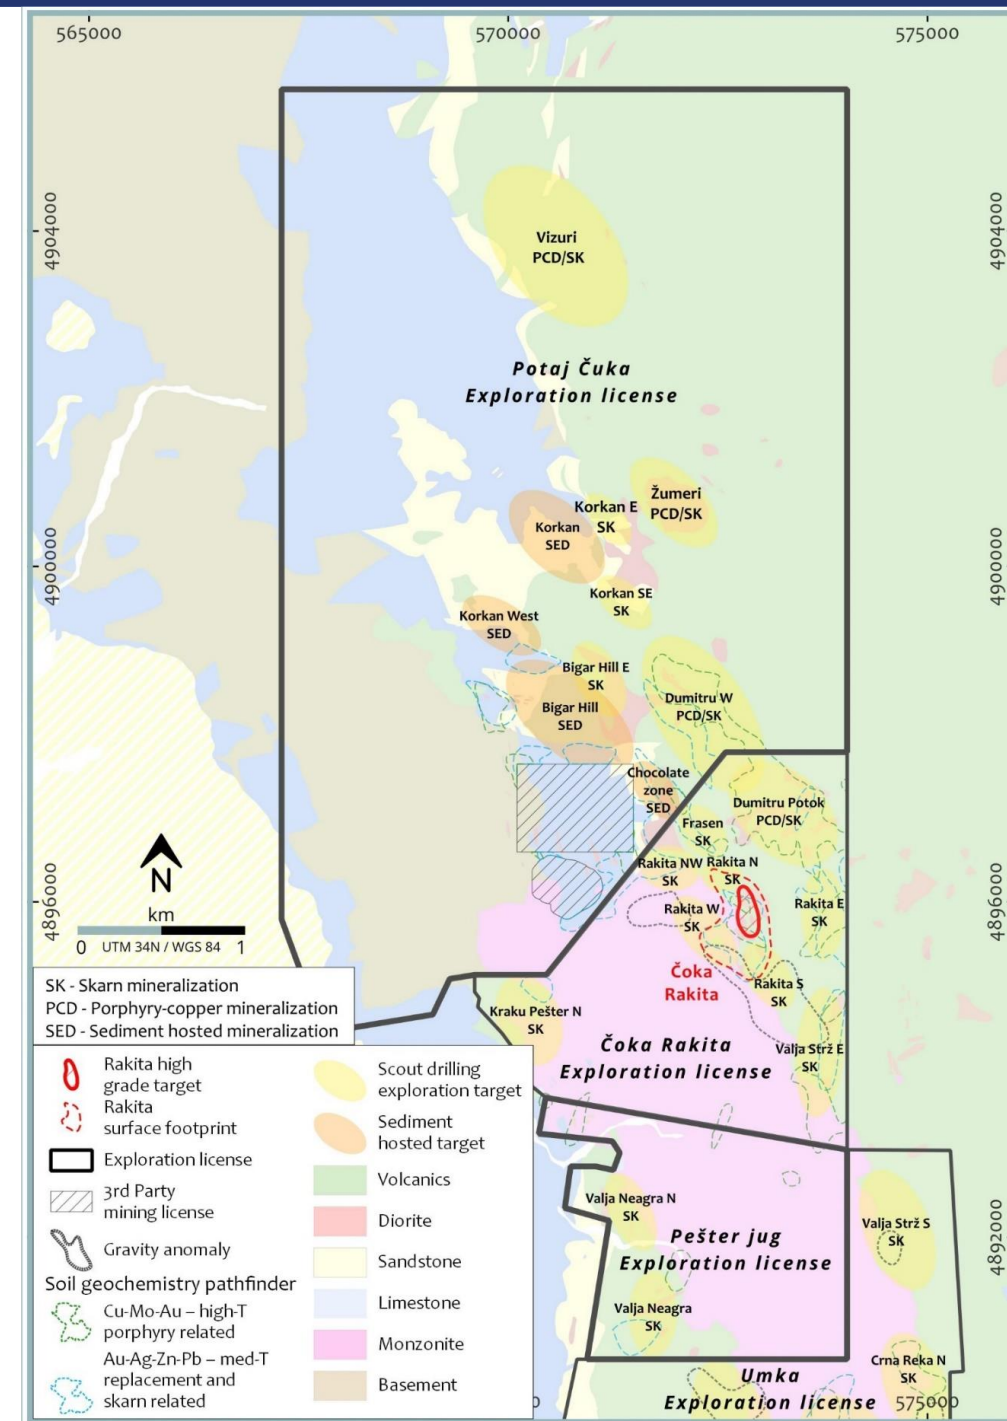 565000
570000
575000
4904000
4904000
Vizuri
PCD/SK
Potaj Čuka
Exploration license
Žumeri
PCD/SK
Korkan E
SK
Korkan
SED
4900000
4900000
Korkan SE
SK
Korkan West
SED
Bigar Hill E
SK
Bigar Hill
SED
Dumitru W
PCD/SK
Chocolate
zone
SED
Dumitru Potok
PCD/SK
Frasen
SK
Rakita NW
SK
Rakita N
SK
4896000
4896000
Rakita W
SK
Rakita E
SK
N
km
0 UTM 34N / WGS 84 1
Čoka
Rakita
Rakita S
SK
SK - Skarn mineralization
PCD - Porphyry-copper mineralization
SED - Sediment hosted mineralization
Kraku Pešter N
SK
Čoka Rakita
Exploration license
Valja Strž E
SK
Rakita high
grade target
Rakita
surface footprint
Exploration license
3rd Party
mining license
Gravity anomaly
Soil geochemistry pathfinder
Cu-Mo-Au – high-T
porphyry related
Au-Ag-Zn-Pb – med-T
replacement and
skarn related
Scout drilling
exploration target
Sediment
hosted target
Volcanics
Diorite
Sandstone
Limestone
Monzonite
Basement
Valja Neagra N
SK
Pešter jug
Exploration license
Valja Strž S
SK
4892000
Valja Neagra
SK
Crna Reka N
SK
Umka
Exploration license
575000